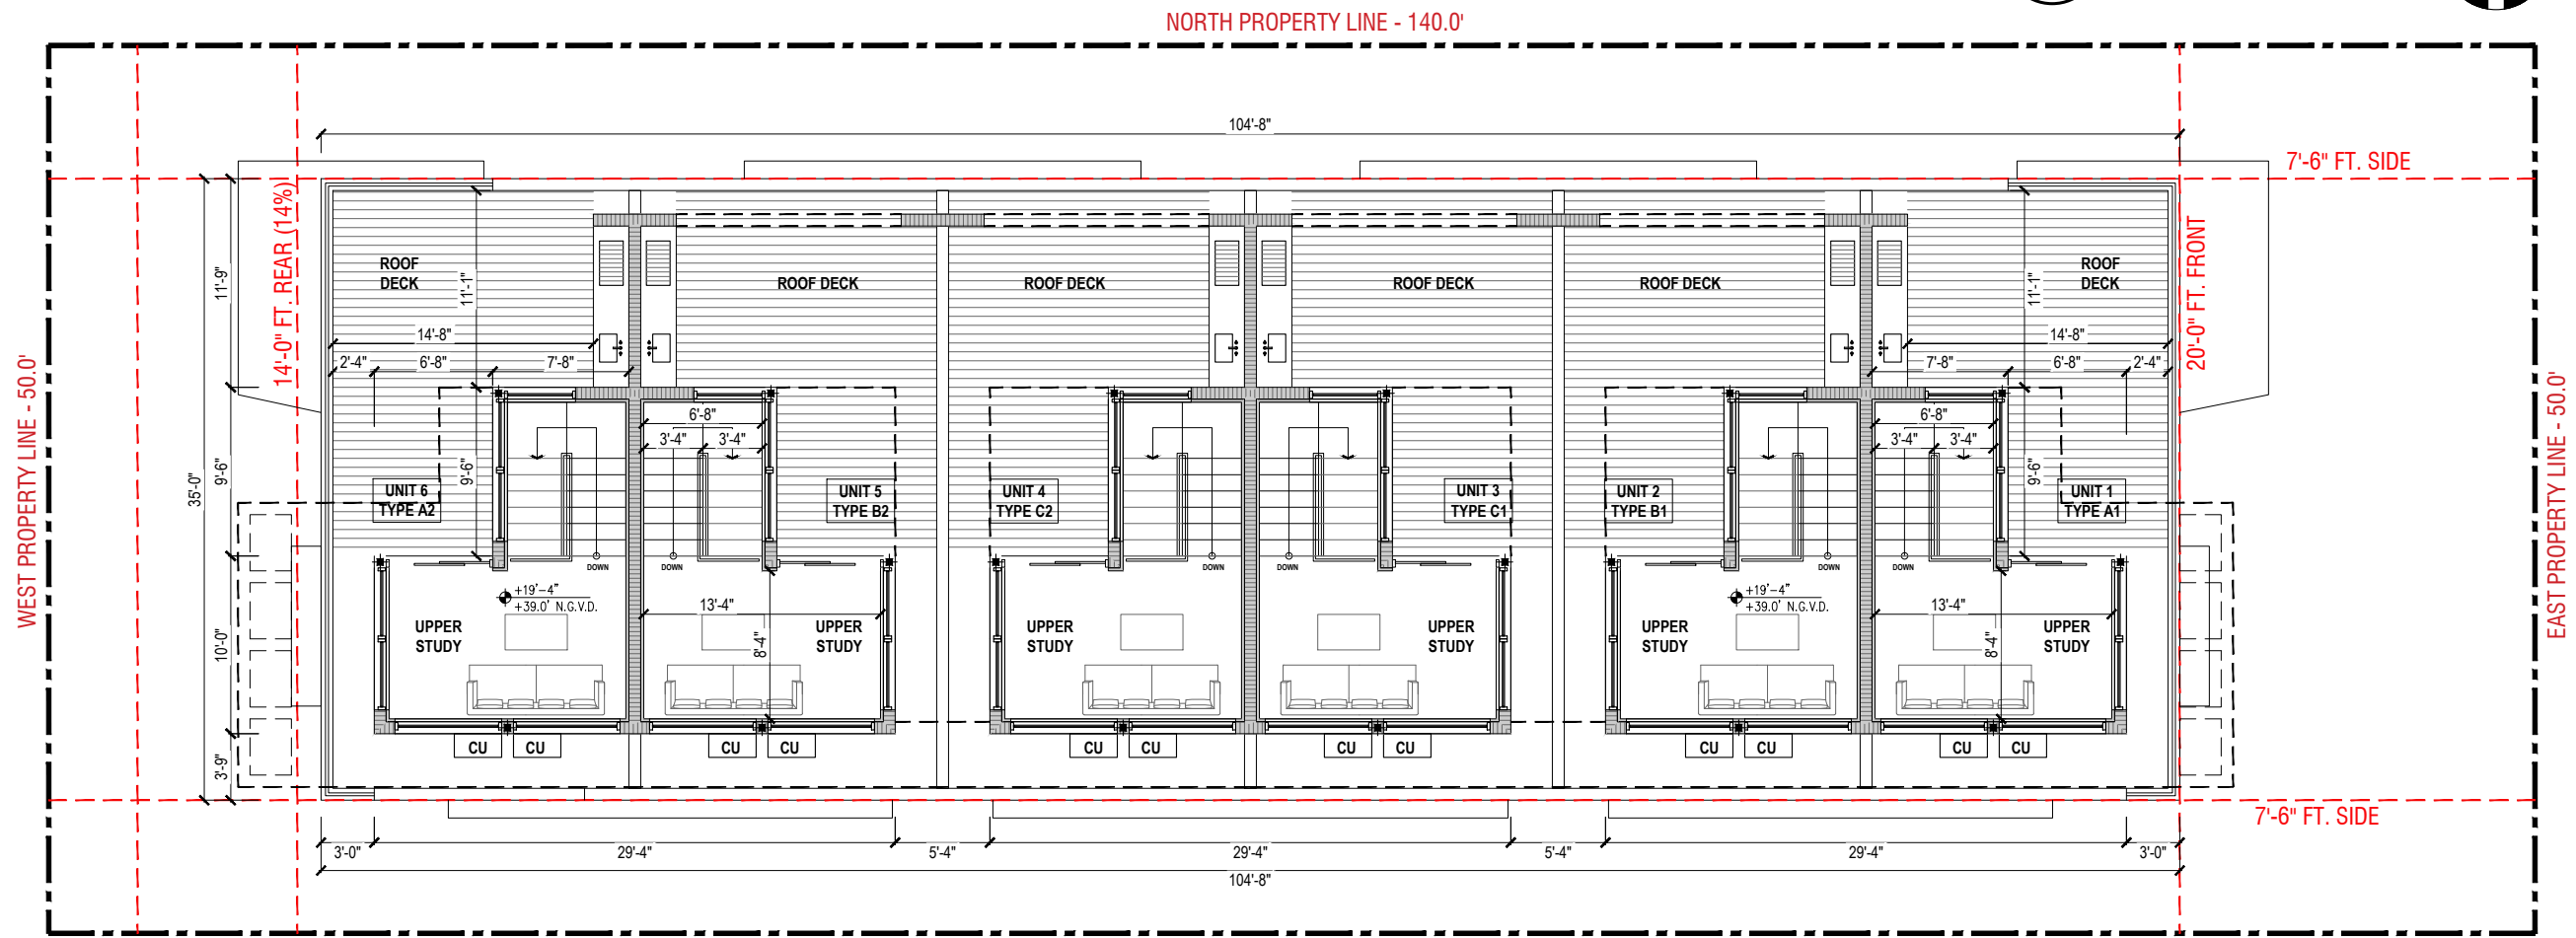 NORTH PROPERTY LINE - 140.0'
104'-8"
7'-6" FT. SIDE
WEST PROPERTY LINE - 50.0'
35'-0"
11'-9"
9'-6"
10'-0"
3'-9"
14'-0" FT. REAR (14%)
20'-0" FT. FRONT
EAST PROPERTY LINE - 50.0'
ROOF
DECK
ROOF DECK
ROOF DECK
ROOF DECK
ROOF DECK
ROOF
DECK
11'-1"
11'-1"
14'-8"
14'-8"
2'-4"
6'-8"
7'-8"
7'-8"
6'-8"
2'-4"
6'-8"
3'-4"
3'-4"
6'-8"
3'-4"
3'-4"
9'-6"
9'-6"
UNIT 6
TYPE A2
UNIT 5
TYPE B2
UNIT 4
TYPE C2
UNIT 3
TYPE C1
UNIT 2
TYPE B1
UNIT 1
TYPE A1
DOWN
DOWN
DOWN
DOWN
DOWN
DOWN
+19'-4"
+39.0' N.G.V.D.
+19'-4"
+39.0' N.G.V.D.
13'-4"
13'-4"
8'-4"
8'-4"
UPPER
STUDY
UPPER
STUDY
UPPER
STUDY
UPPER
STUDY
UPPER
STUDY
UPPER
STUDY
CU
CU
CU
CU
CU
CU
CU
CU
CU
CU
CU
CU
7'-6" FT. SIDE
3'-0"
29'-4"
5'-4"
29'-4"
5'-4"
29'-4"
3'-0"
104'-8"